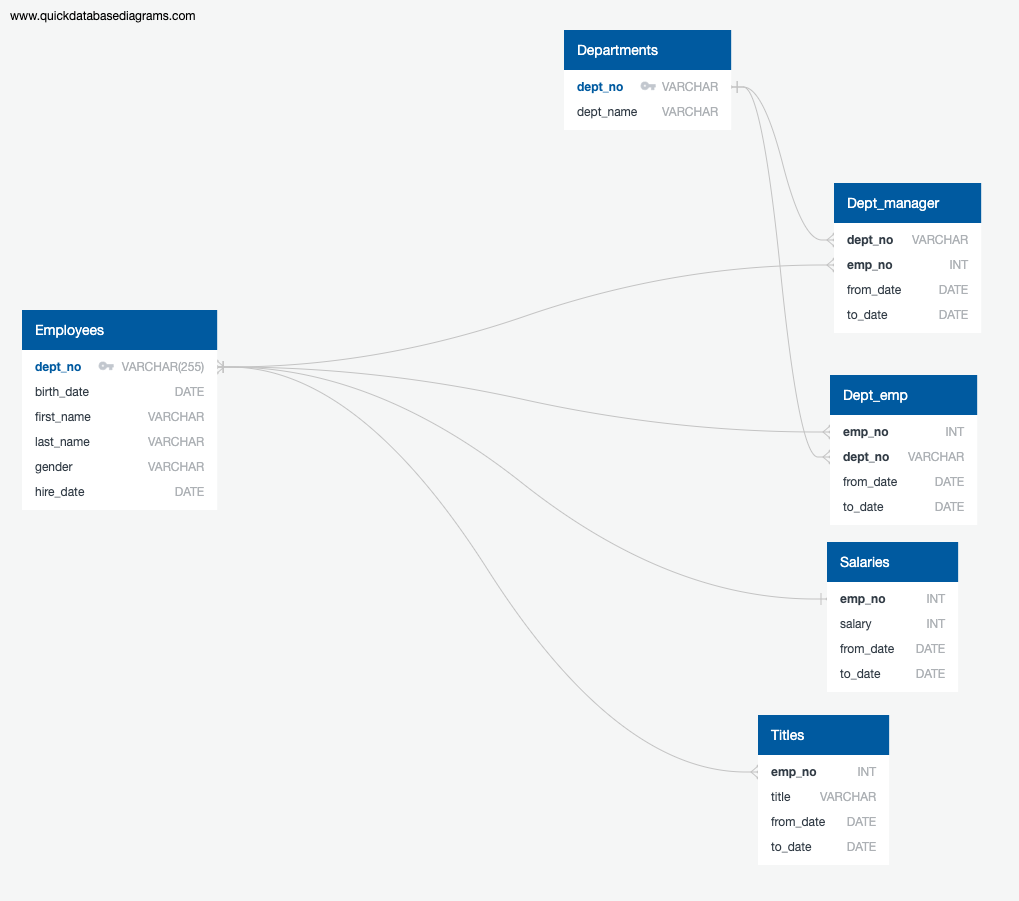 www.quickdatabasediagrams.com
Departments
dept_no VARCHAR
dept_name VARCHAR
Dept_manager
dept_no VARCHAR
emp_no INT
from_date DATE
to_date DATE
Employees
dept_no VARCHAR(255)
birth_date DATE
first_name VARCHAR
last_name VARCHAR
gender VARCHAR
hire_date DATE
Dept_emp
emp_no INT
dept_no VARCHAR
from_date DATE
to_date DATE
Salaries
emp_no INT
salary INT
from_date DATE
to_date DATE
Titles
emp_no INT
title VARCHAR
from_date DATE
to_date DATE